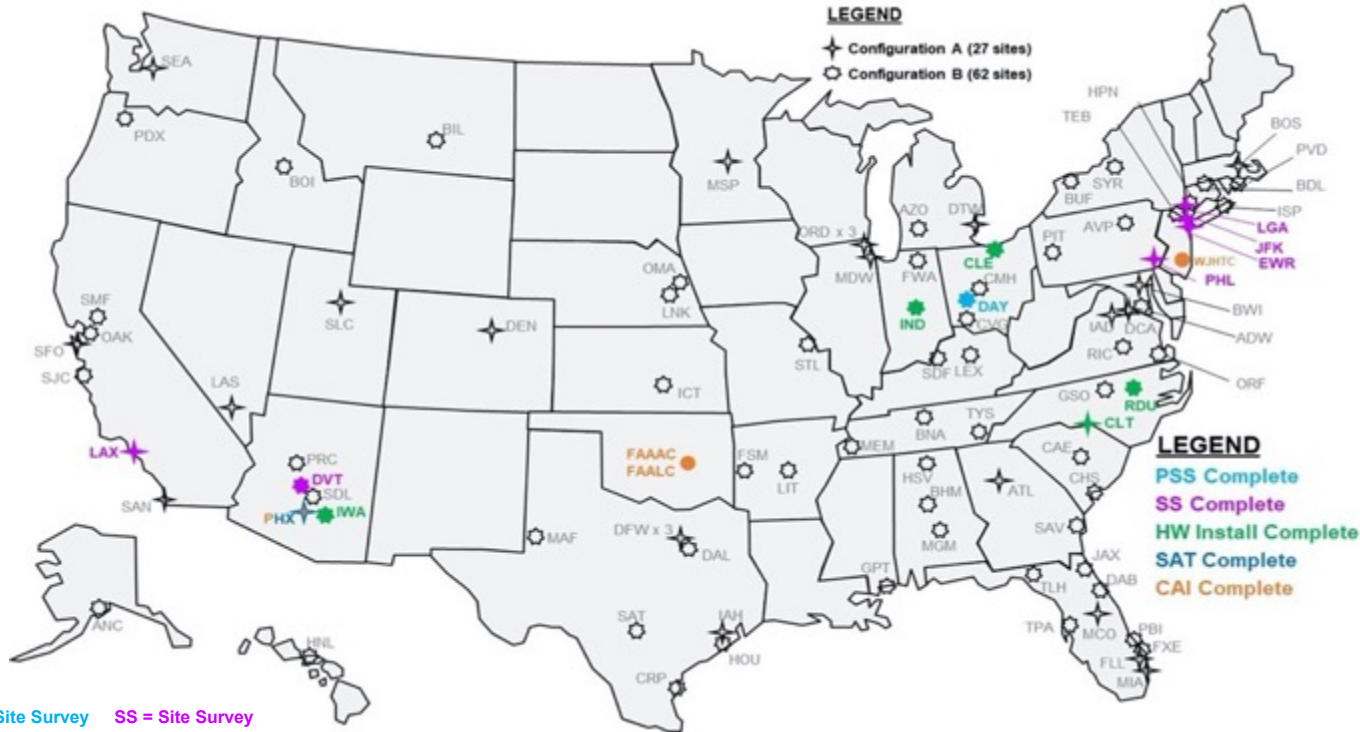 LEGEND
Configuration A (27 sites)
Configuration B (62 sites)
SEA
PDX
BIL
BOI
MSP
HPN
TEB
BOS
PVD
BDL
ISP
SYR
BUF
LGA
JFK
EWR
AZO
DTW
ORD x 3
MDW
FWA
CLE
PIT
AVP
WJHTC
PHL
CMH
DAY
CVG
IND
BWI
ADW
IAD
DCA
RIC
ORF
OMA
LNK
SMF
OAK
SFO
SJC
SLC
DEN
STL
SDF
LEX
LAS
ICT
GSO
RDU
CLT
BNA
TYS
MEM
CAE
LAX
PRC
DVT
SDL
PHX
IWA
SAN
FAAAC
FAALC
FSM
LIT
HSV
BHM
ATL
CHS
MGM
SAV
MAF
DFW x 3
DAL
GPT
JAX
DAB
TLH
TPA
MCO
PBI
FXE
FLL
MIA
SAT
IAH
HOU
CRP
ANC
HNL
LEGEND
PSS Complete
SS Complete
HW Install Complete
SAT Complete
CAI Complete
Site Survey
SS = Site Survey